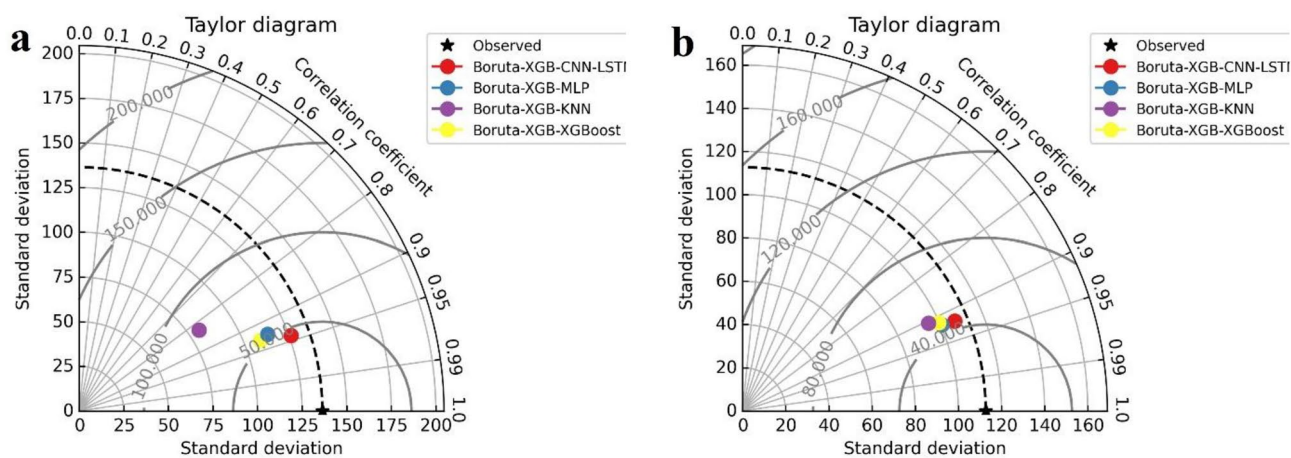 a
Taylor diagram
Observed
Boruta-XGB-CNN-LSTM
Boruta-XGB-MLP
Boruta-XGB-KNN
Boruta-XGB-XGBoost
Correlation coefficient
0.0 0.1 0.2 0.3 0.4 0.5 0.6 0.7 0.8 0.9 0.95 0.99 1.0
200.000
150.000
100.000
50.000
Standard deviation
200
175
150
125
100
75
50
25
0
0 25 50 75 100 125 150 175 200
Standard deviation
b
Taylor diagram
Observed
Boruta-XGB-CNN-LSTM
Boruta-XGB-MLP
Boruta-XGB-KNN
Boruta-XGB-XGBoost
Correlation coefficient
0.0 0.1 0.2 0.3 0.4 0.5 0.6 0.7 0.8 0.9 0.95 0.99 1.0
160.000
120.000
80.000
40.000
Standard deviation
160
140
120
100
80
60
40
20
0
0 20 40 60 80 100 120 140 160
Standard deviation